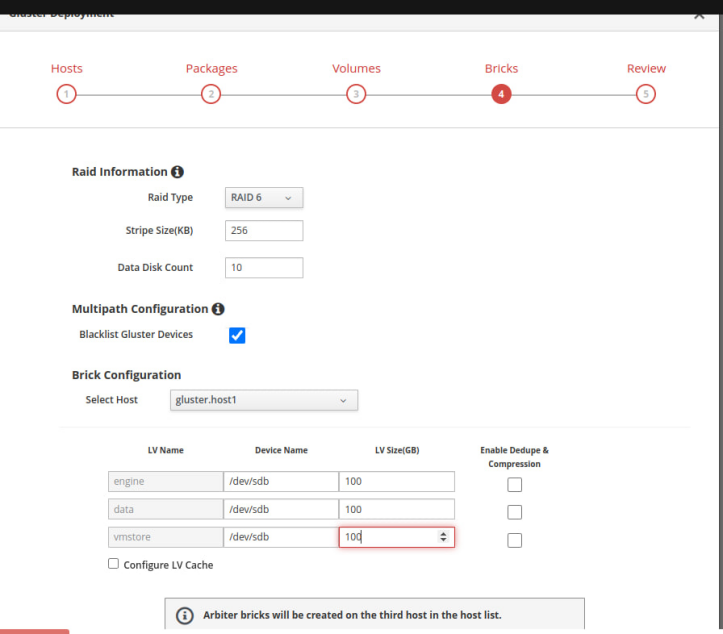 Gluster Deployment
Hosts Packages Volumes Bricks Review
1 2 3 4 5
Raid Information
Raid Type RAID 6
Stripe Size(KB) 256
Data Disk Count 10
Multipath Configuration
Blacklist Gluster Devices
Brick Configuration
Select Host gluster.host1
LV Name Device Name LV Size(GB) Enable Dedupe &
Compression
engine /dev/sdb 100
data /dev/sdb 100
vmstore /dev/sdb 100
Configure LV Cache
Arbiter bricks will be created on the third host in the host list.